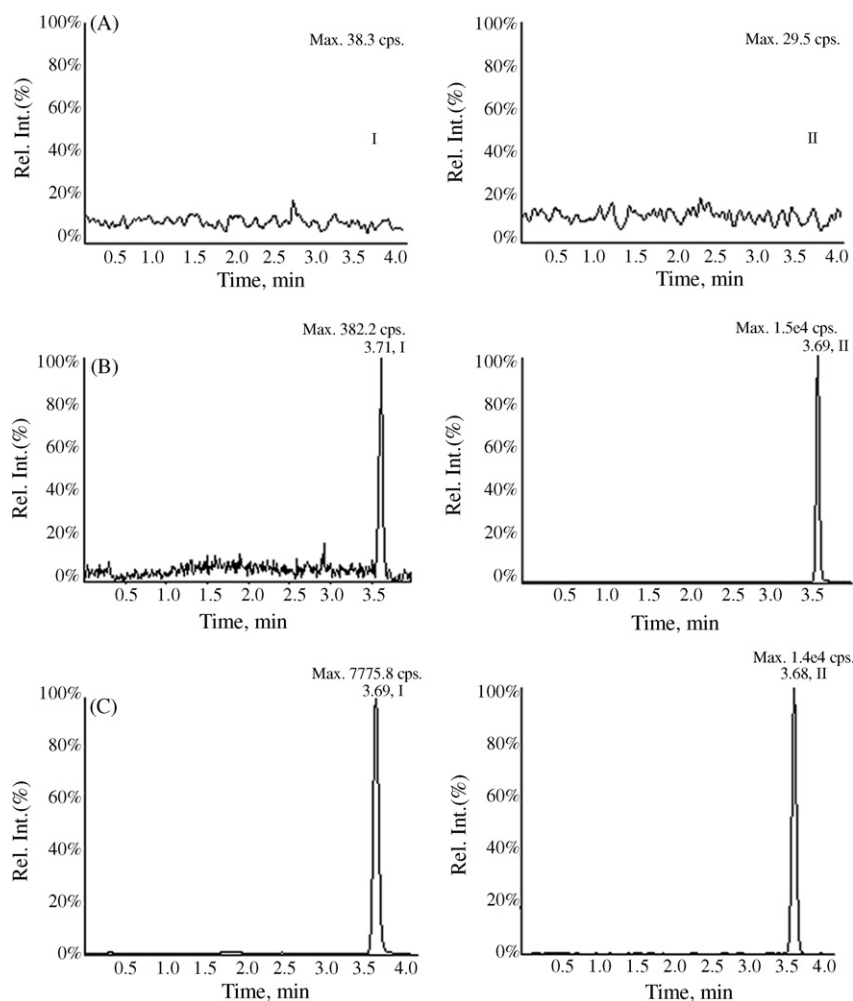 (A)
Max. 38.3 cps.
I
Rel. Int.(%)
100%
80%
60%
40%
20%
0%
0.5 1.0 1.5 2.0 2.5 3.0 3.5 4.0
Time, min
Max. 29.5 cps.
II
Rel. Int.(%)
100%
80%
60%
40%
20%
0%
0.5 1.0 1.5 2.0 2.5 3.0 3.5 4.0
Time, min
(B)
Max. 382.2 cps.
3.71, I
Rel. Int.(%)
100%
80%
60%
40%
20%
0%
0.5 1.0 1.5 2.0 2.5 3.0 3.5
Time, min
Max. 1.5e4 cps.
3.69, II
Rel. Int.(%)
100%
80%
60%
40%
20%
0%
0.5 1.0 1.5 2.0 2.5 3.0 3.5
Time, min
(C)
Max. 7775.8 cps.
3.69, I
Rel. Int.(%)
100%
80%
60%
40%
20%
0%
0.5 1.0 1.5 2.0 2.5 3.0 3.5 4.0
Time, min
Max. 1.4e4 cps.
3.68, II
Rel. Int.(%)
100%
80%
60%
40%
20%
0%
0.5 1.0 1.5 2.0 2.5 3.0 3.5 4.0
Time, min